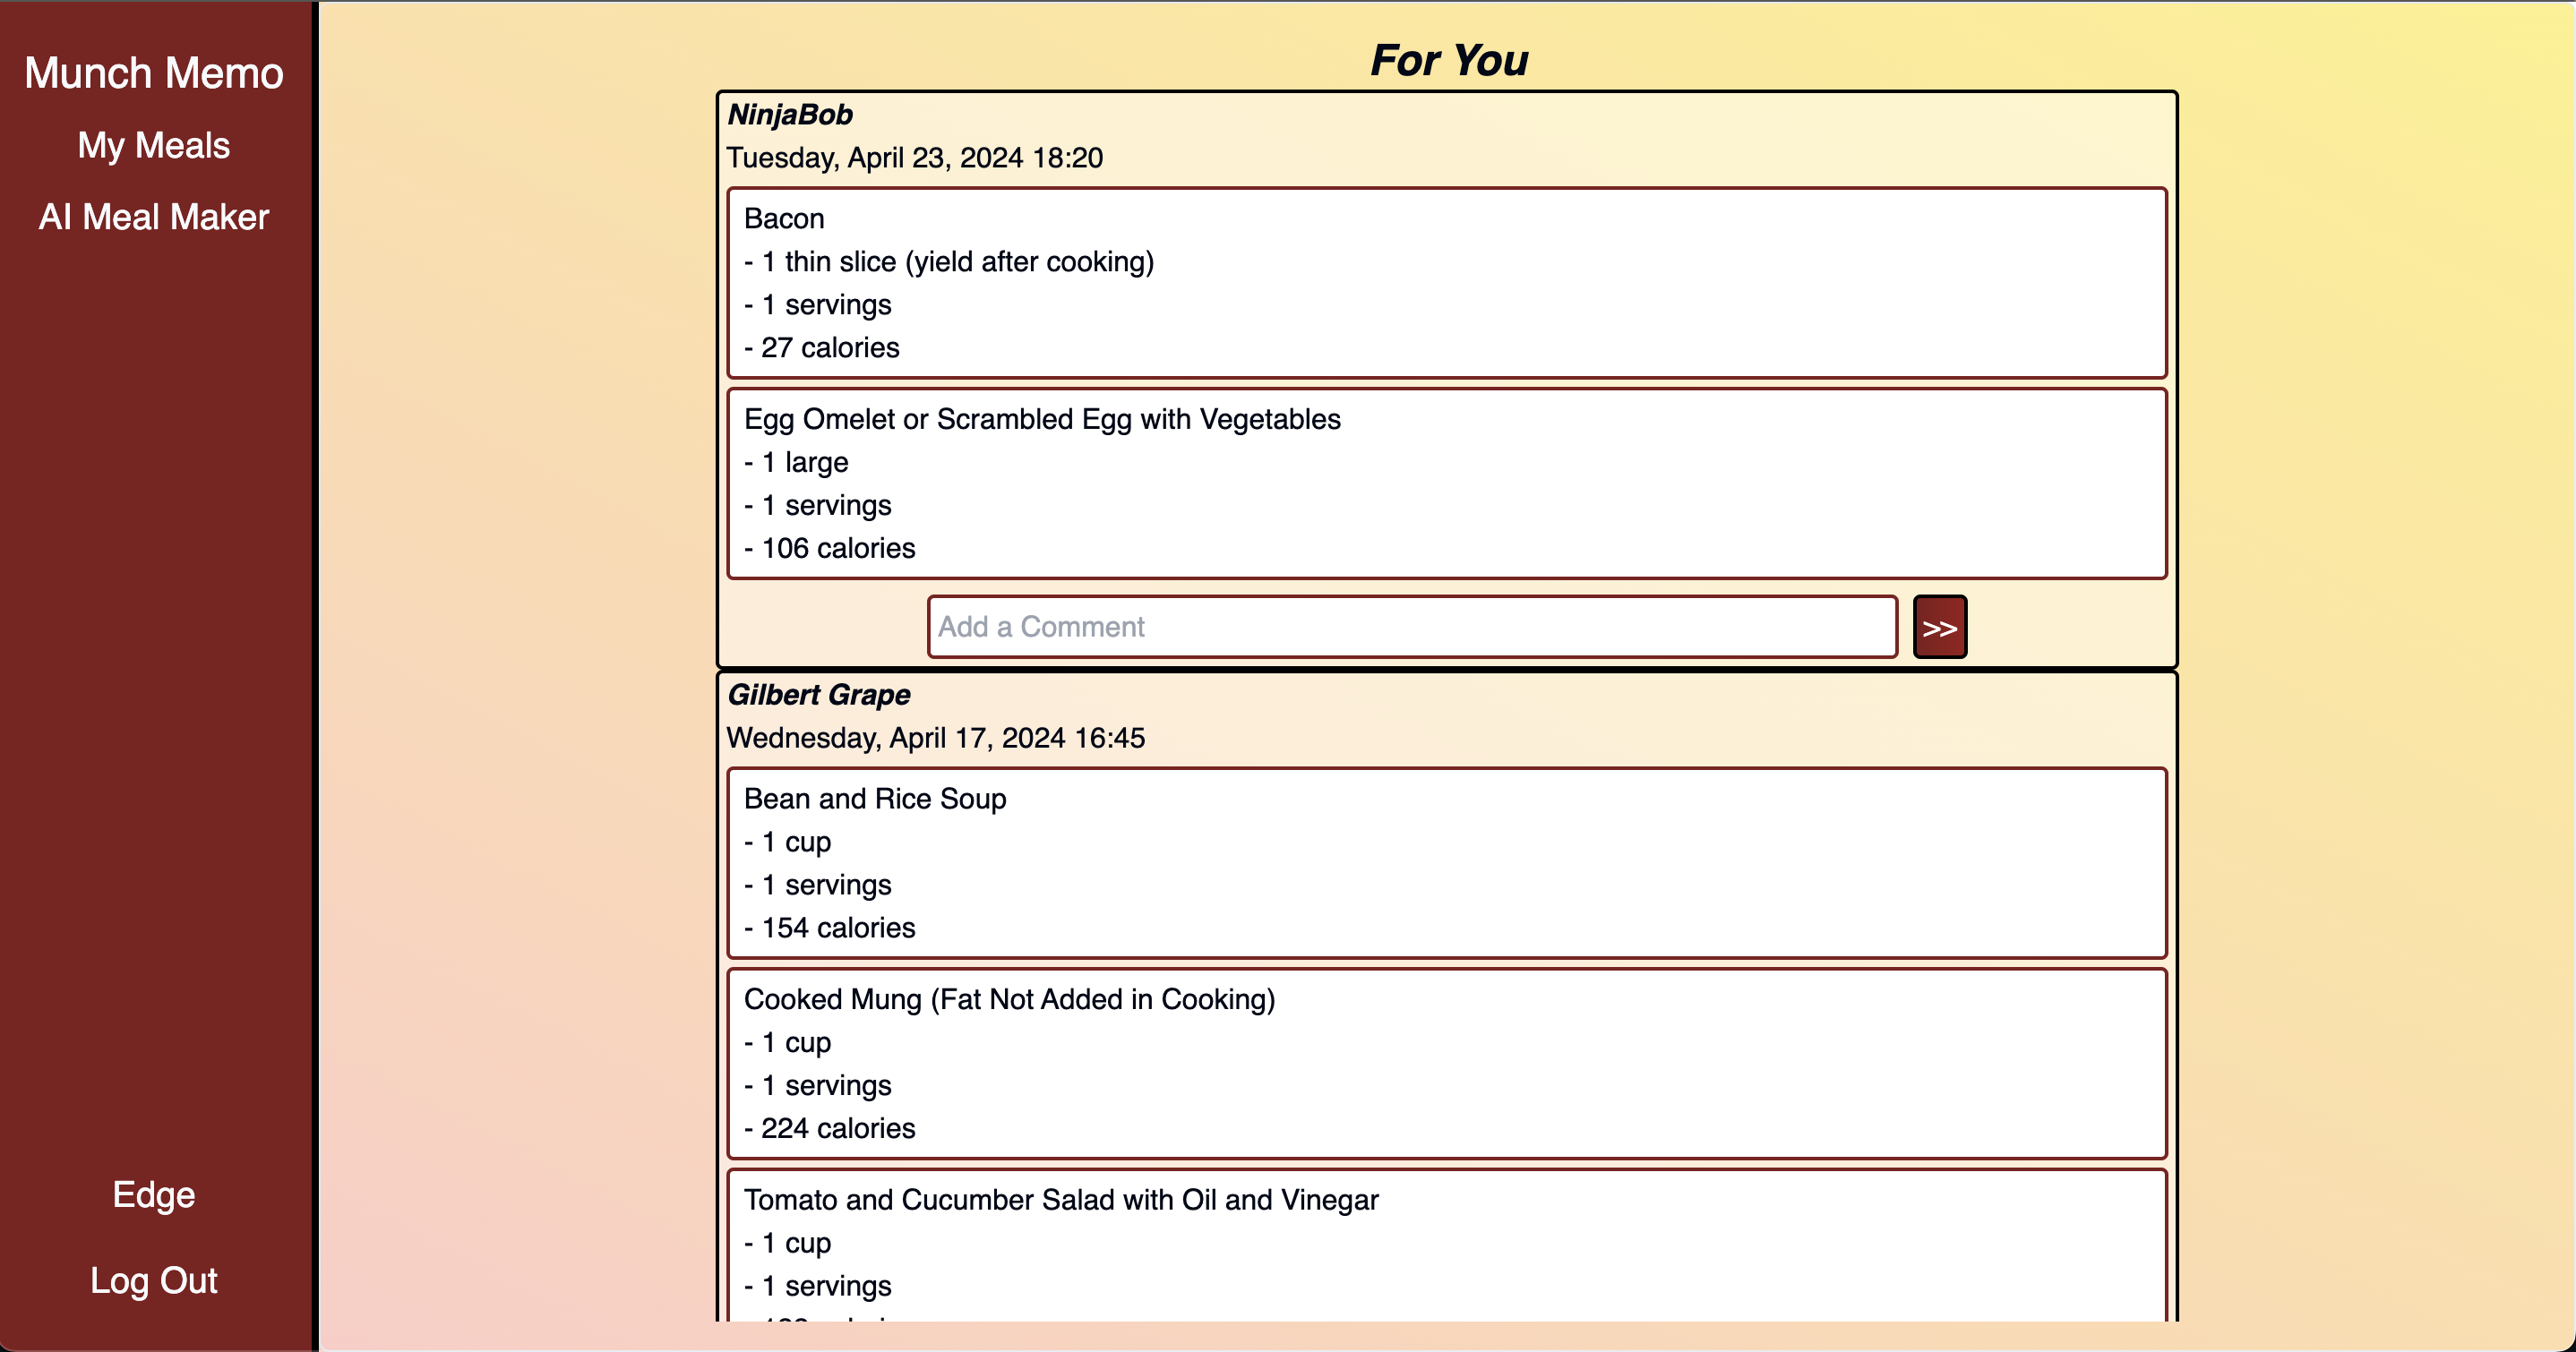 Munch Memo
My Meals
AI Meal Maker
Edge
Log Out
For You
NinjaBob
Tuesday, April 23, 2024 18:20
Bacon
- 1 thin slice (yield after cooking)
- 1 servings
- 27 calories
Egg Omelet or Scrambled Egg with Vegetables
- 1 large
- 1 servings
- 106 calories
Add a Comment
>>
Gilbert Grape
Wednesday, April 17, 2024 16:45
Bean and Rice Soup
- 1 cup
- 1 servings
- 154 calories
Cooked Mung (Fat Not Added in Cooking)
- 1 cup
- 1 servings
- 224 calories
Tomato and Cucumber Salad with Oil and Vinegar
- 1 cup
- 1 servings